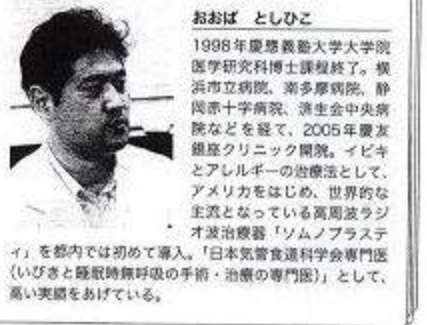 おおば としひこ
1998年慶應義塾大学大学院
医学研究科博士課程終了。横
浜市立病院、南多摩病院、静
岡赤十字病院、済生会中央病
院などを経て、2005年慶友
銀座クリニック開院。イビキ
とアレルギーの治療法として、
アメリカをはじめ、世界的な
主流となっている高周波ラジ
オ波治療器「ソムノプラステ
ィ」を都内では初めて導入。「日本気管食道科学会専門医
（いびきと睡眠時無呼吸の手術・治療の専門医）」として、
高い実績をあげている。